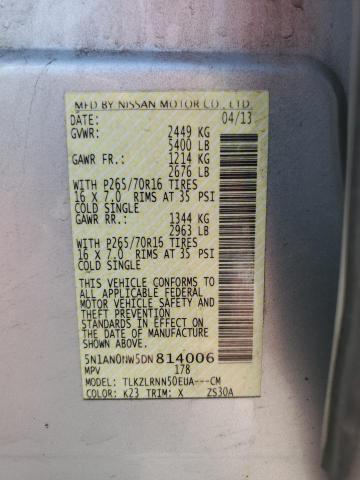 MFD BY NISSAN MOTOR CO., LTD.
DATE: 04/13
GVWR: 2449 KG
5400 LB
GAWR FR.: 1214 KG
2676 LB
WITH P265/70R16 TIRES
16 X 7.0 RIMS AT 35 PSI
COLD SINGLE
GAWR RR.: 1344 KG
2963 LB
WITH P265/70R16 TIRES
16 X 7.0 RIMS AT 35 PSI
COLD SINGLE
THIS VEHICLE CONFORMS TO
ALL APPLICABLE FEDERAL
MOTOR VEHICLE SAFETY
AND THEFT PREVENTION
STANDARDS IN EFFECT ON
THE DATE OF MANUFACTURE
SHOWN ABOVE.
5N1AN0NW5DN814006
MPV 178
MODEL: TLKZLRNN50EUA---CM
COLOR: K23 TRIM: X ZS30A